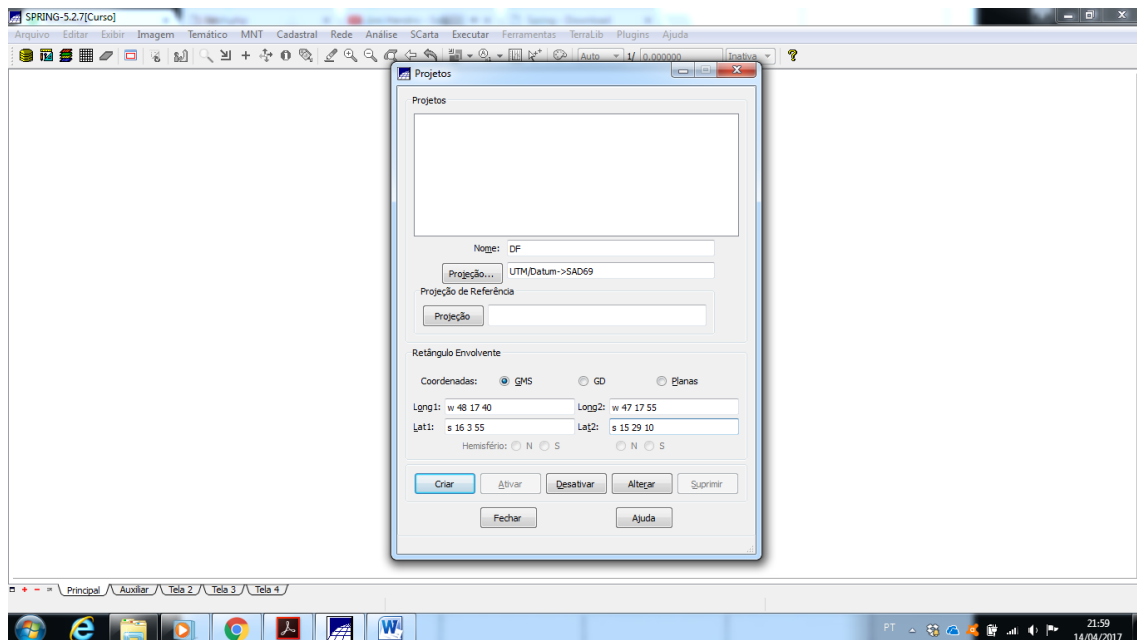 SPRING-5.2.7[Curso]
Arquivo Editar Exibir Imagem Temático MNT Cadastral Rede Análise SCarta Executar Ferramentas TerraLib Plugins Ajuda
Auto 1/ 0.000000 Inativa
Projetos
Projetos
Nome: DF
Projeção... UTM/Datum->SAD69
Projeção de Referência
Projeção
Retângulo Envolvente
Coordenadas: GMS GD Planas
Long1: w 48 17 40 Long2: w 47 17 55
Lat1: s 16 3 55 Lat2: s 15 29 10
Hemisfério: N S N S
Criar Ativar Desativar Alterar Suprimir
Fechar Ajuda
Principal Auxiliar Tela 2 Tela 3 Tela 4
PT 21:59
14/04/2017